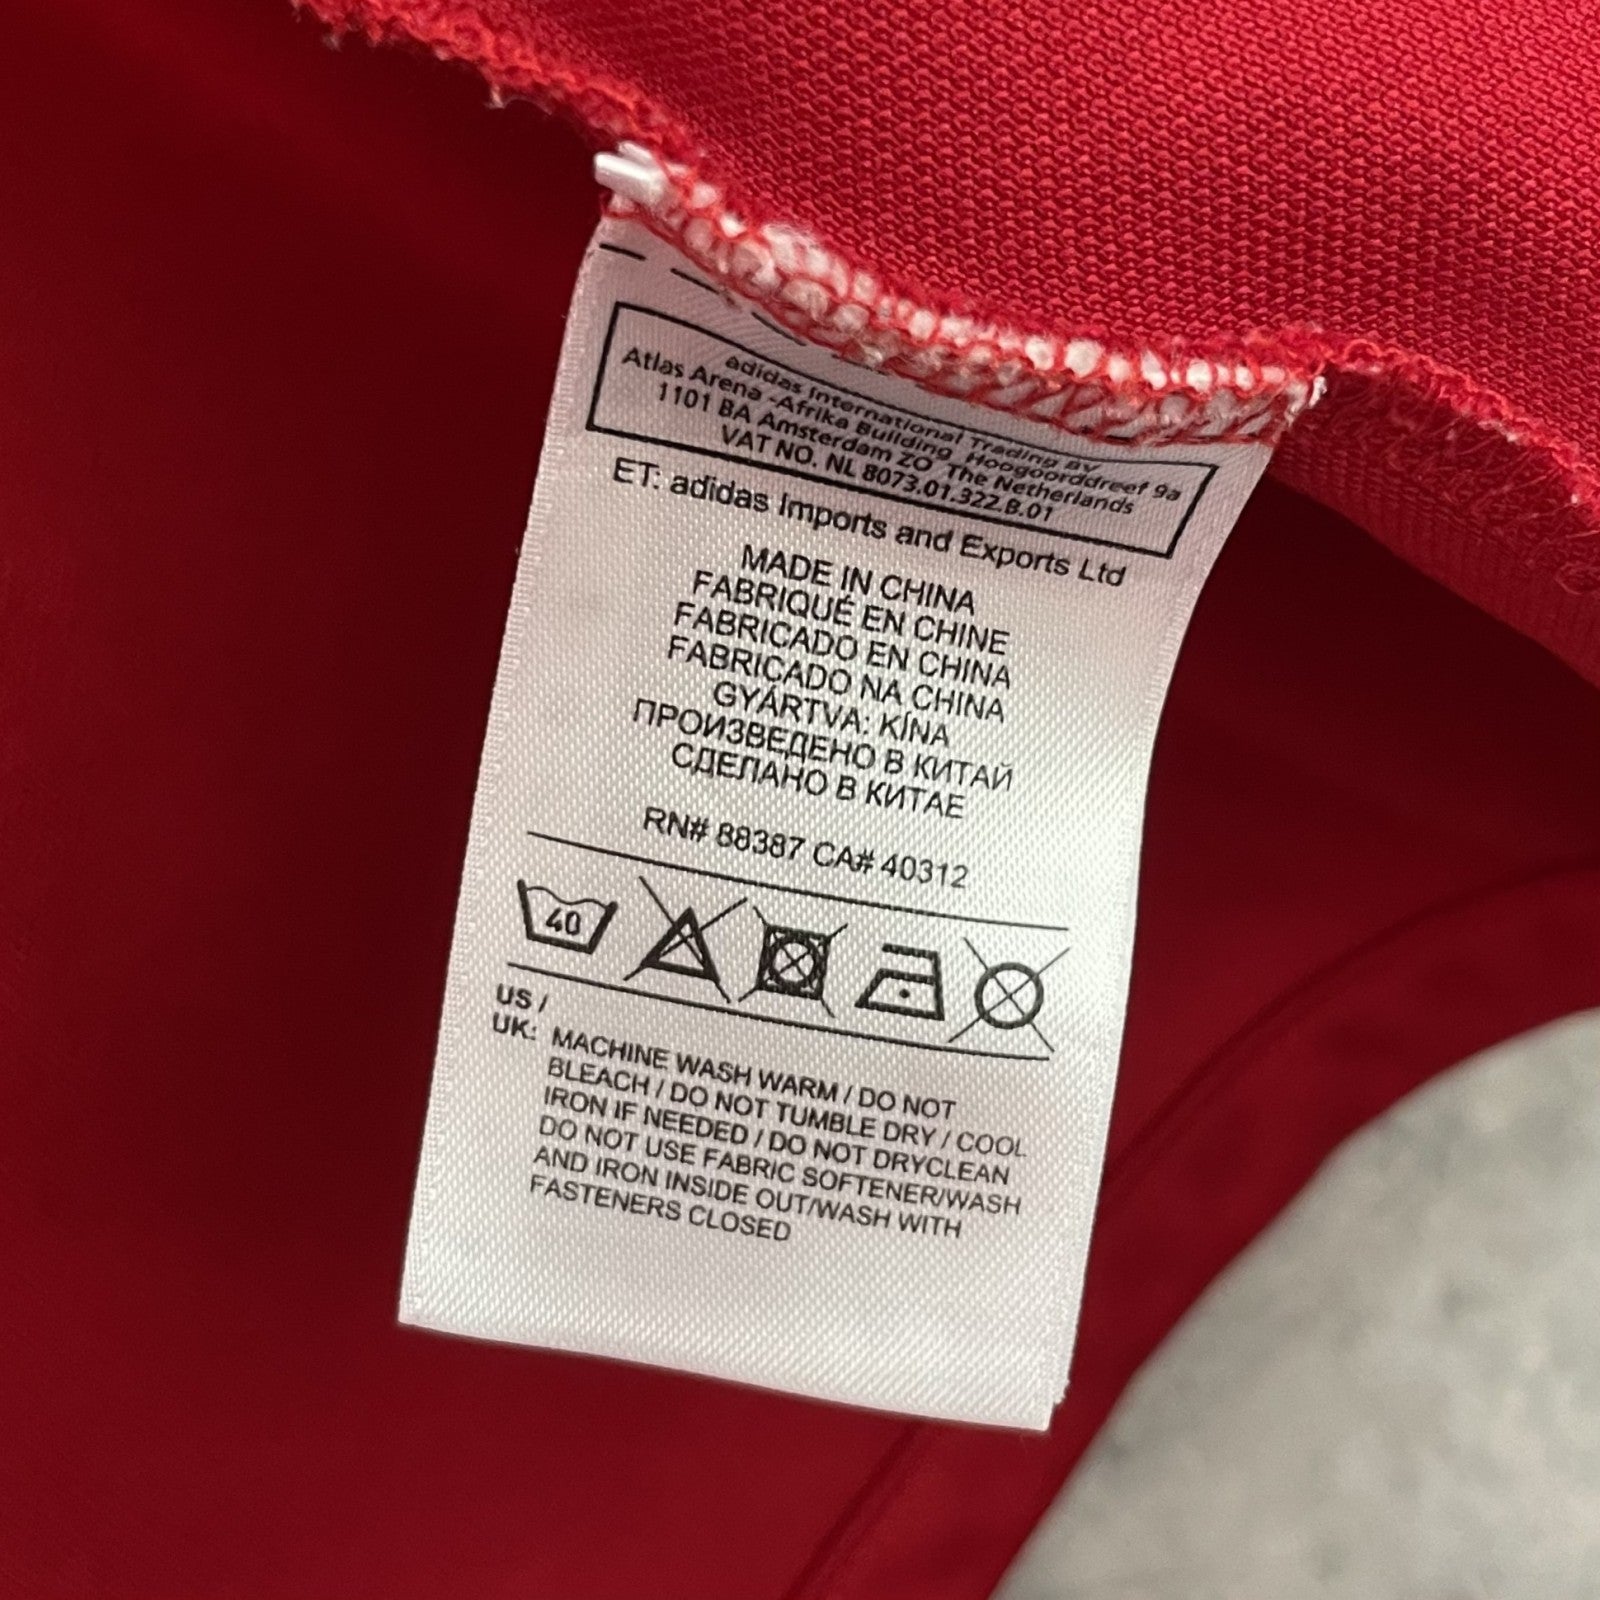 adidas International Trading BV
Atlas Arena -Afrika Building Hoogoorddreef 9a
1101 BA Amsterdam ZO The Netherlands
VAT NO. NL 8073.01.322.B.01
ET: adidas Imports and Exports Ltd
MADE IN CHINA
FABRIQUÉ EN CHINE
FABRICADO EN CHINA
FABRICADO NA CHINA
GYÁRTVA: KÍNA
ПРОИЗВЕДЕНО В КИТАЙ
СДЕЛАНО В КИТАЕ
RN# 88387 CA# 40312
40
US /
UK: MACHINE WASH WARM / DO NOT
BLEACH / DO NOT TUMBLE DRY / COOL
IRON IF NEEDED / DO NOT DRYCLEAN
DO NOT USE FABRIC SOFTENER/WASH
AND IRON INSIDE OUT/WASH WITH
FASTENERS CLOSED